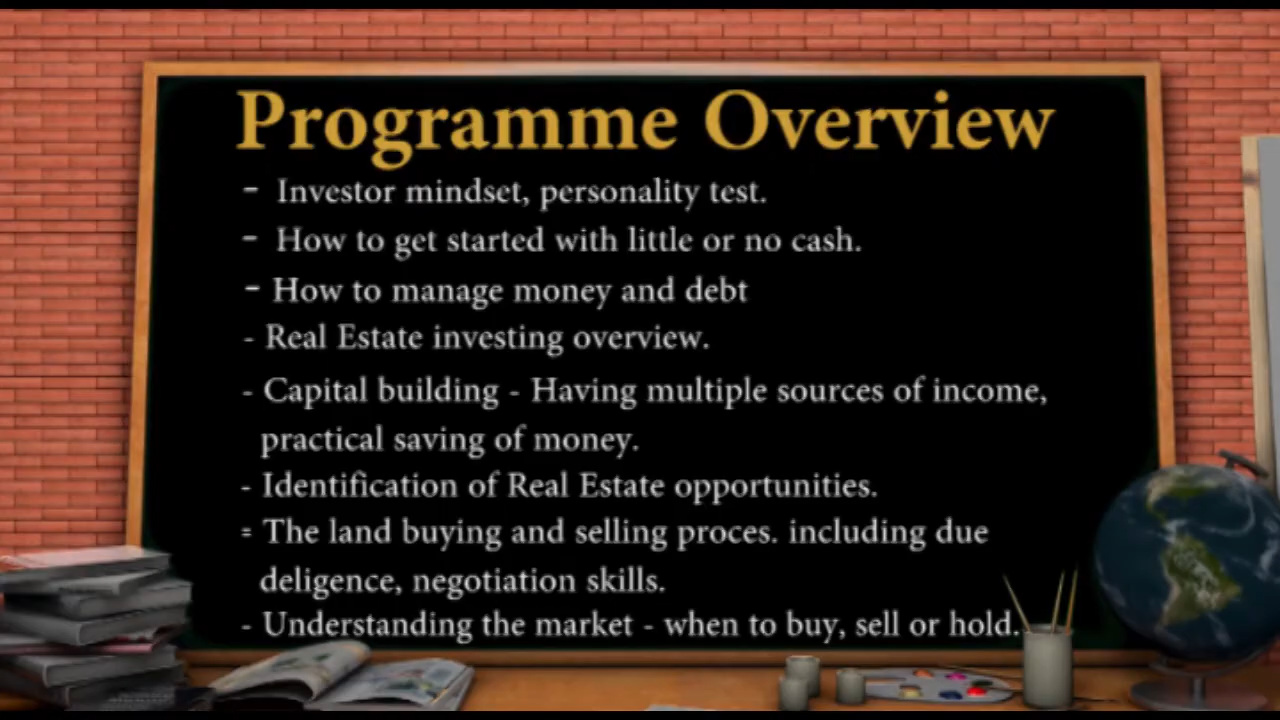 Programme Overview
- Investor mindset, personality test.
- How to get started with little or no cash.
- How to manage money and debt
- Real Estate investing overview.
- Capital building - Having multiple sources of income,
practical saving of money.
- Identification of Real Estate opportunities.
- The land buying and selling proces. including due
deligence, negotiation skills.
- Understanding the market - when to buy, sell or hold.